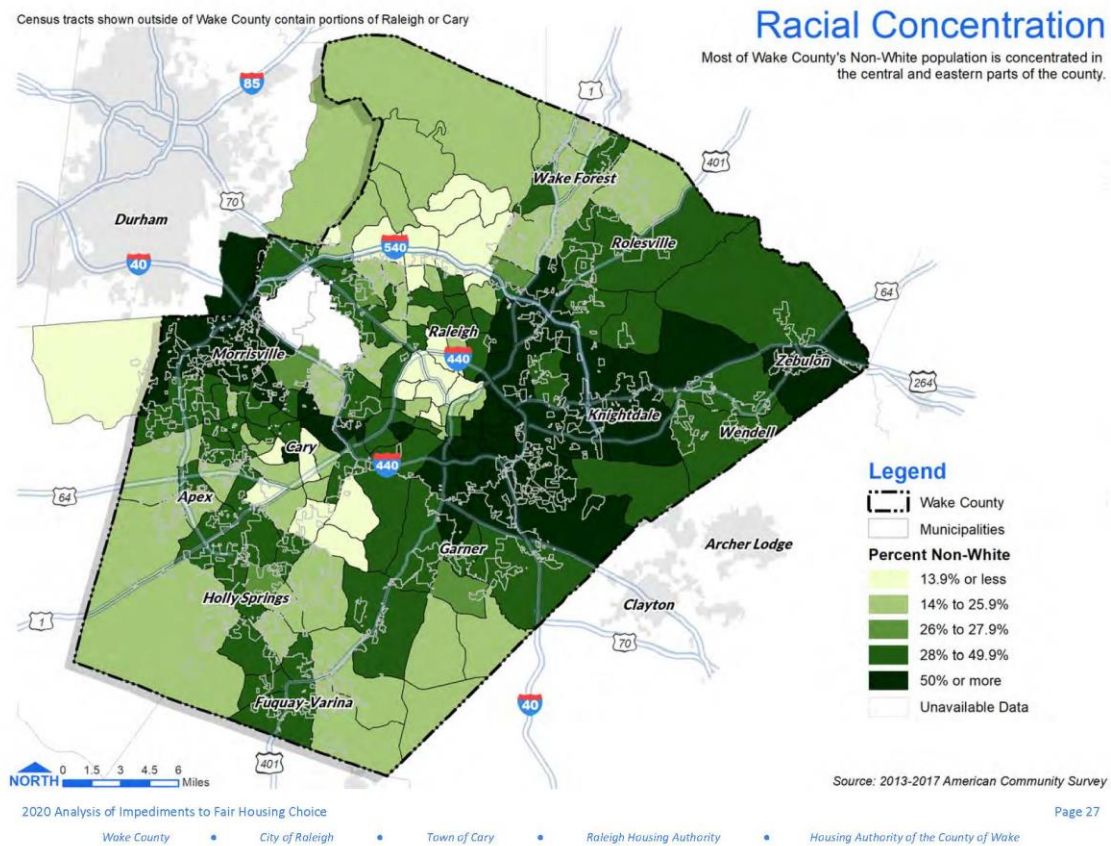 Census tracts shown outside of Wake County contain portions of Raleigh or Cary
Racial Concentration
Most of Wake County's Non-White population is concentrated in
the central and eastern parts of the county.
85
1
401
Wake Forest
70
Durham
540
Rolesville
40
64
Raleigh
Morrisville
440
Zebulon
264
Knightdale
Wendell
Cary
440
64
Apex
Garner
Archer Lodge
Holly Springs
Clayton
1
70
Fuquay-Varina
40
401
Legend
Wake County
Municipalities
Percent Non-White
13.9% or less
14% to 25.9%
26% to 27.9%
28% to 49.9%
50% or more
Unavailable Data
NORTH
0 1.5 3 4.5 6
Miles
Source: 2013-2017 American Community Survey
2020 Analysis of Impediments to Fair Housing Choice
Page 27
Wake County • City of Raleigh • Town of Cary • Raleigh Housing Authority • Housing Authority of the County of Wake